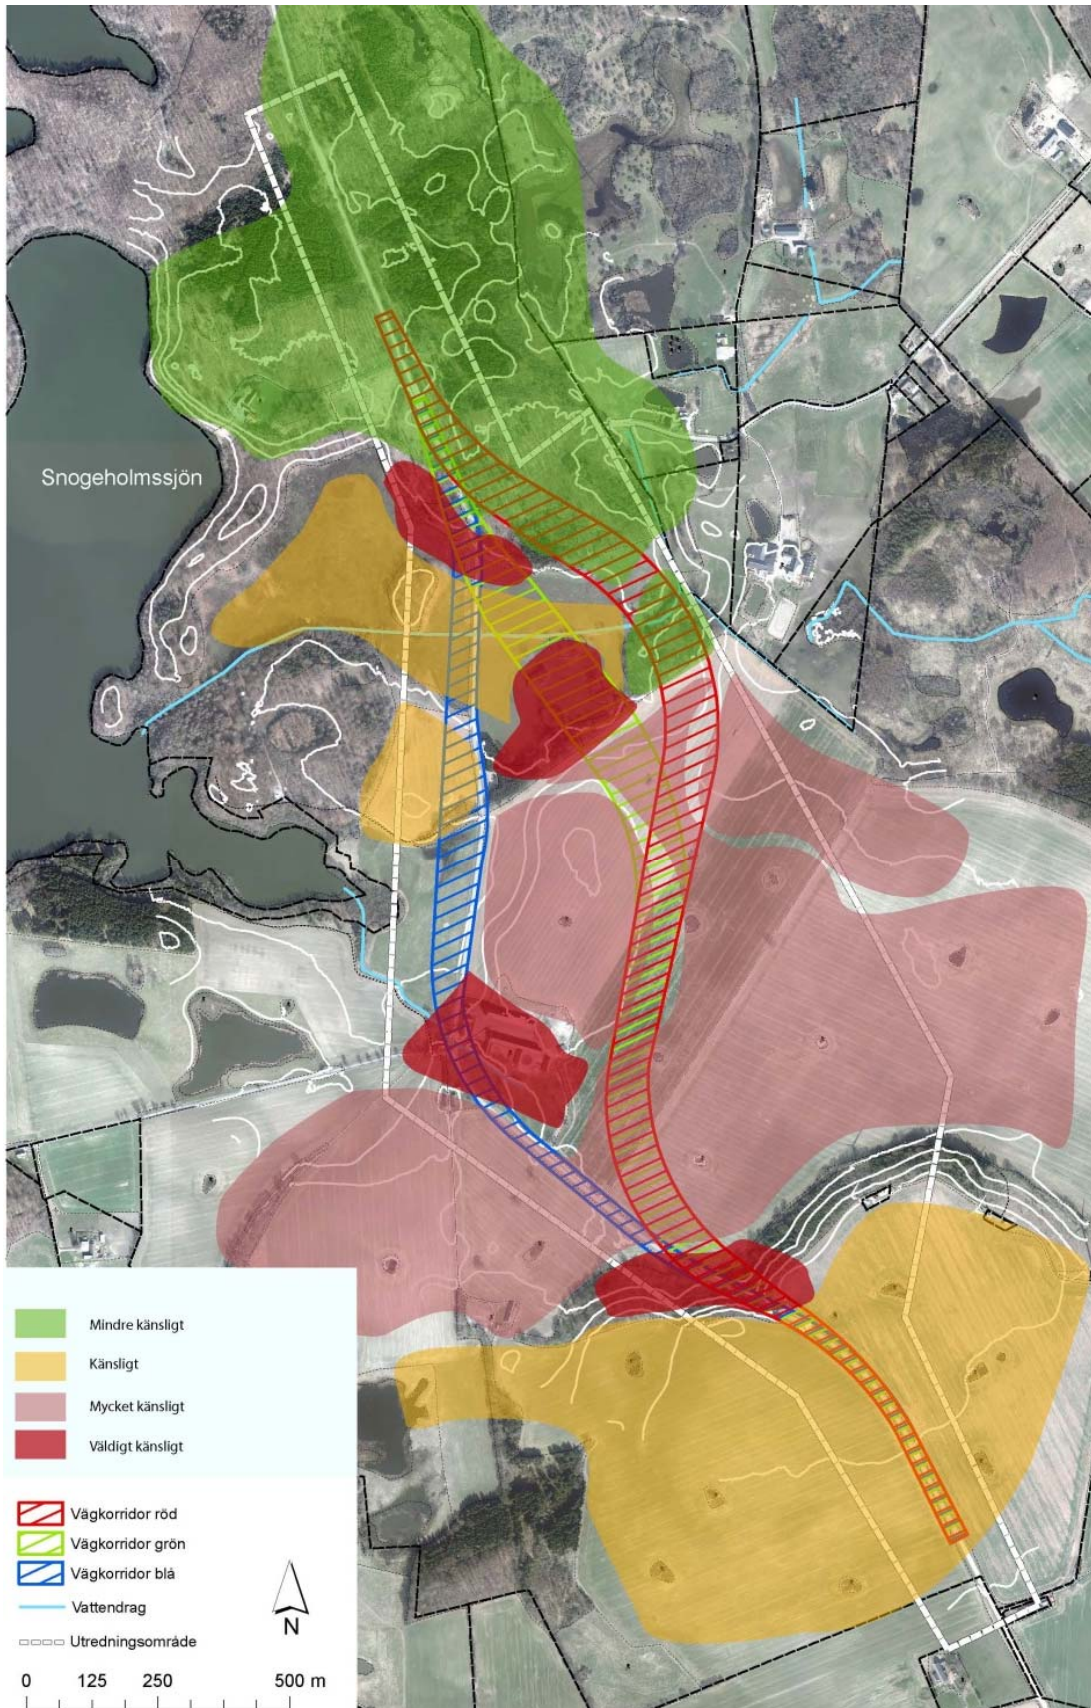 Snogeholmssjön
Mindre känsligt
Känsligt
Mycket känsligt
Väldigt känsligt
Vägkorridor röd
Vägkorridor grön
Vägkorridor blå
Vattendrag
Utredningsområde
N
0 125 250 500 m